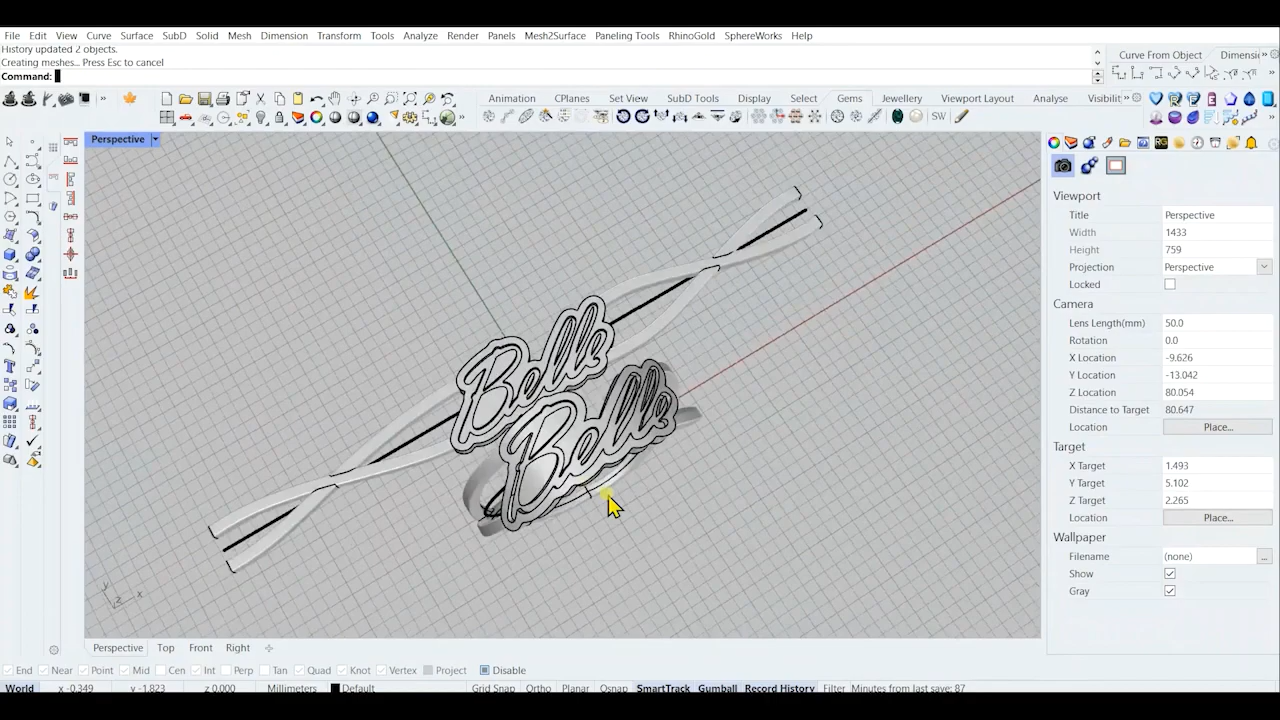 File Edit View Curve Surface SubD Solid Mesh Dimension Transform Tools Analyze Render Panels Mesh2Surface Paneling Tools RhinoGold SphereWorks Help
History updated 2 objects.
Creating meshes... Press Esc to cancel
Command:
Curve From Object Dimensi
Animation CPlanes Set View SubD Tools Display Select Gems Jewellery Viewport Layout Analyse Visibilit
SW
Perspective
RG
Viewport
Title Perspective
Width 1433
Height 759
Projection Perspective
Locked
Camera
Lens Length(mm) 50.0
Rotation 0.0
X Location -9.626
Y Location -13.042
Z Location 80.054
Distance to Target 80.647
Location Place...
Target
X Target 1.493
Y Target 5.102
Z Target 2.265
Location Place...
Wallpaper
Filename (none) ...
Show
Gray
Belle
Belle
y
z x
Perspective Top Front Right
End Near Point Mid Cen Int Perp Tan Quad Knot Vertex Project Disable
World x -0.349 y -1.823 z 0.000 Millimeters Default Grid Snap Ortho Planar Osnap SmartTrack Gumball Record History Filter Minutes from last save: 87